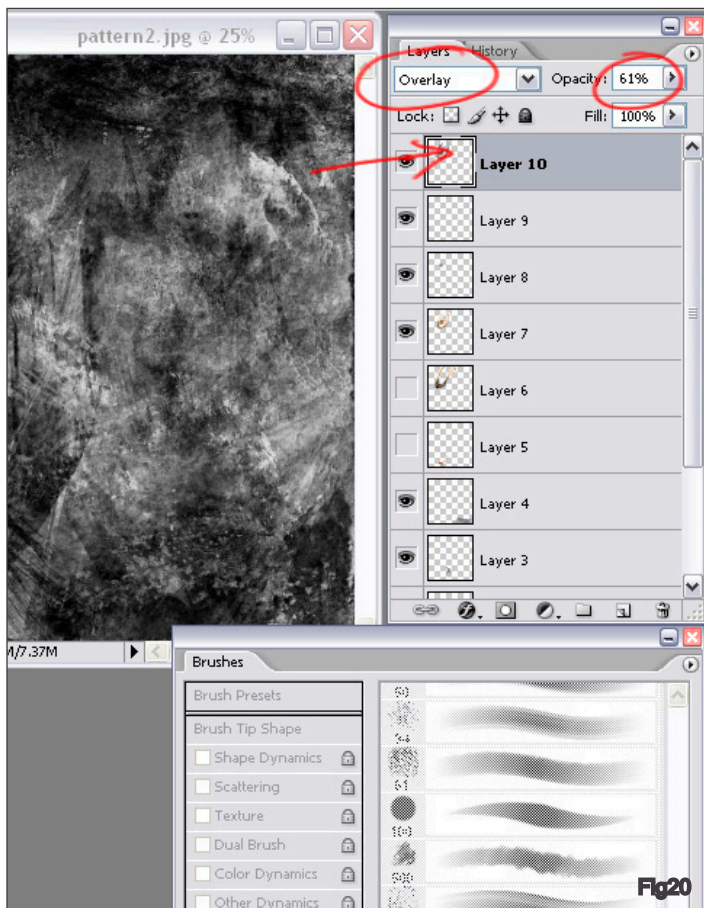 pattern2.jpg @ 25%
Layers History
Overlay Opacity: 61%
Lock: Fill: 100%
Layer 10
Layer 9
Layer 8
Layer 7
Layer 6
Layer 5
Layer 4
Layer 3
M/7.37M
Brushes
Brush Presets
Brush Tip Shape
Shape Dynamics
Scattering
Texture
Dual Brush
Color Dynamics
Other Dynamics
Fig20